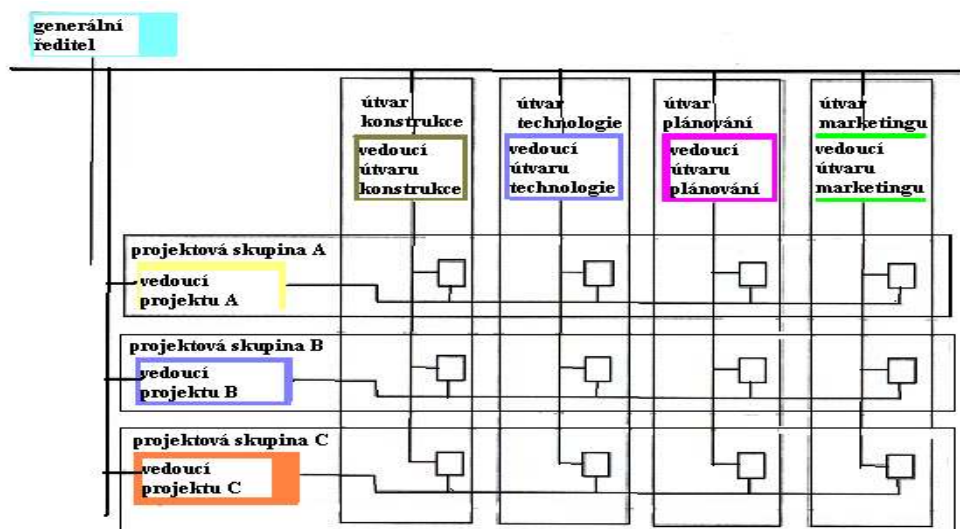 generální
ředitel
útvar
konstrukce
útvar
technologie
útvar
plánování
útvar
marketingu
vedoucí
útvaru
konstrukce
vedoucí
útvaru
technologie
vedoucí
útvaru
plánování
vedoucí
útvaru
marketingu
projektová skupina A
vedoucí
projektu A
projektová skupina B
vedoucí
projektu B
projektová skupina C
vedoucí
projektu C